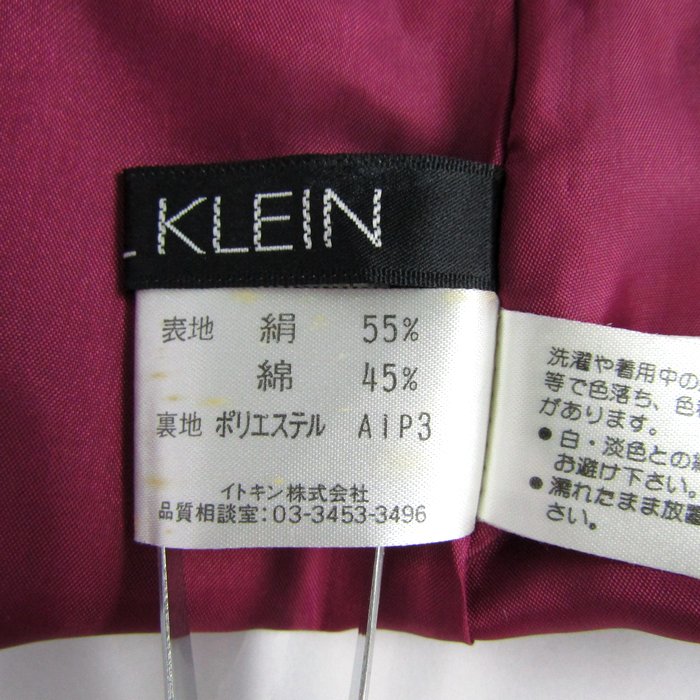 KLEIN
表地 絹 55%
綿 45%
裏地 ポリエステル AiP3
イトキン株式会社
品質相談室:03-3453-3496
洗濯や着用中の
等で色落ち、色
があります。
●白・淡色との
お避け下さい。
●濡れたまま放置
さい。